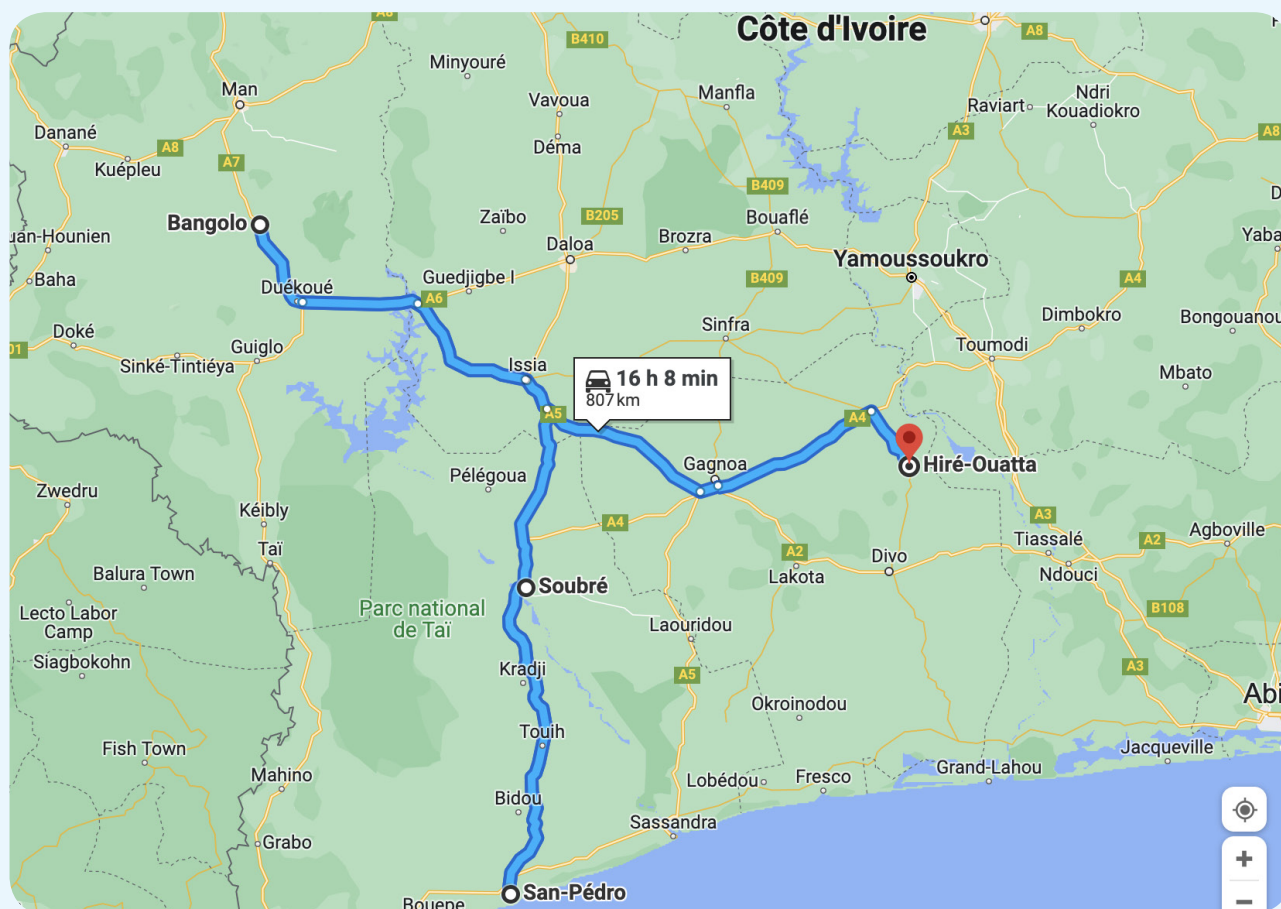 A8
Côte d'Ivoire
A8
B410
Minyouré
Man
Vavoua
Manfla
Raviart
Ndri
Kouadiokro
Danané
A8
Kuépleu
A7
Déma
A3
A8
B409
Bangolo
Zaïbo
B205
Bouaflé
uan-Hounien
Daloa
Brozra
Yaba
Baha
Duékoué
Guedjigbe I
A6
B409
Yamoussoukro
A4
Doké
01
Sinké-Tintiéya
Guiglo
Sinfra
Dimbokro
Bongouanou
Toumodi
Issia
16 h 8 min
807 km
Mbato
A5
A4
Pélégoua
Gagnoa
Hiré-Ouatta
Zwedru
Kéibly
A4
A3
Taï
A2
Divo
Tiassalé
A2
Agboville
Balura Town
Soubré
Lakota
Ndouci
Lecto Labor
Camp
Parc national
de Taï
Laouridou
B108
Siagbokohn
Kradji
A5
A3
Okroinodou
Abi
Touih
Fish Town
Jacqueville
Mahino
Lobédou
Fresco
Grand-Lahou
Bidou
Sassandra
Grabo
San-Pédro
Bouepe